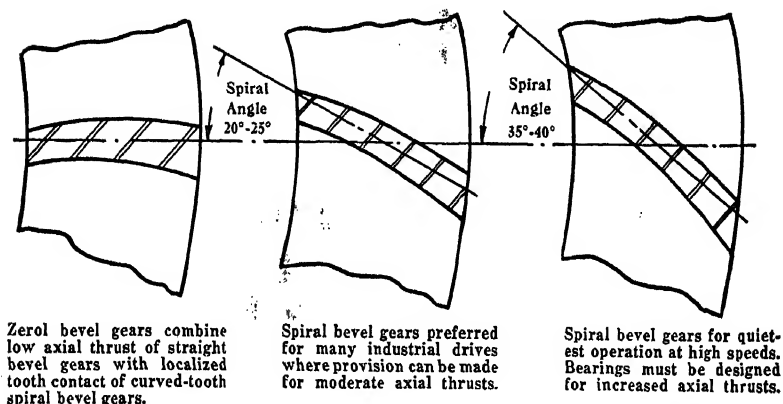 Spiral
Angle
20°-25°
Spiral
Angle
35°-40°
Zerol bevel gears combine
low axial thrust of straight
bevel gears with localized
tooth contact of curved-tooth
spiral bevel gears.
Spiral bevel gears preferred
for many industrial drives
where provision can be made
for moderate axial thrusts.
Spiral bevel gears for quiet-
est operation at high speeds.
Bearings must be designed
for increased axial thrusts.